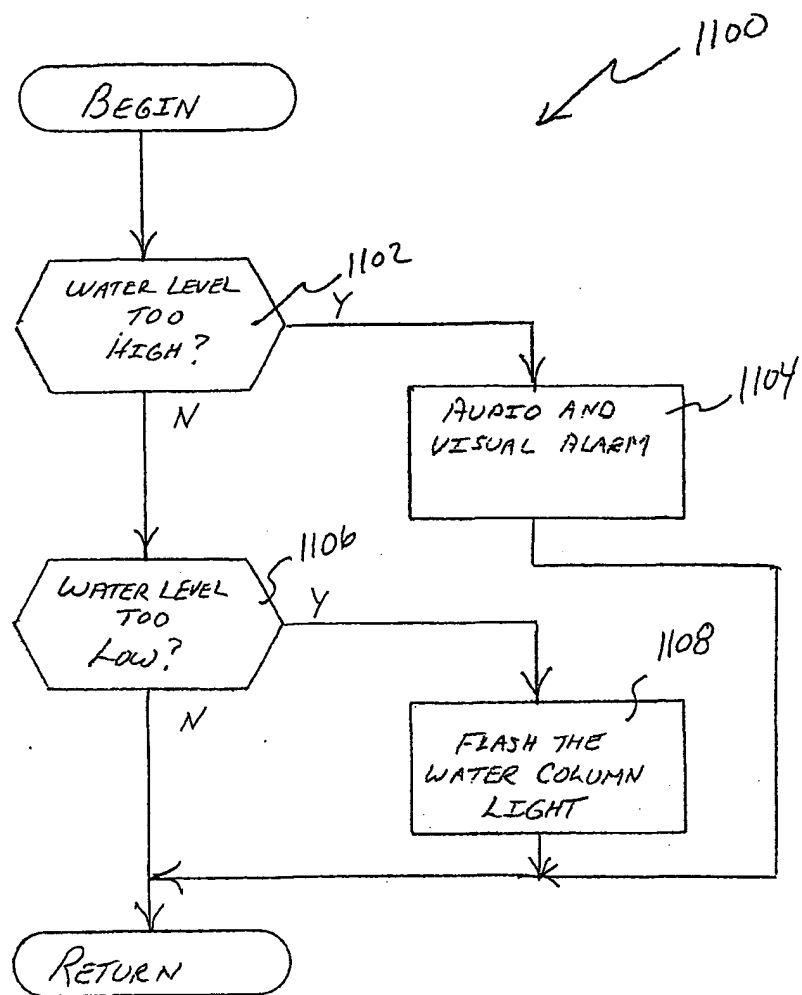 1100
BEGIN
WATER LEVEL
TOO
HIGH?
1102
Y
N
AUDIO AND
VISUAL ALARM
1104
WATER LEVEL
TOO
LOW?
1106
Y
N
FLASH THE
WATER COLUMN
LIGHT
1108
RETURN